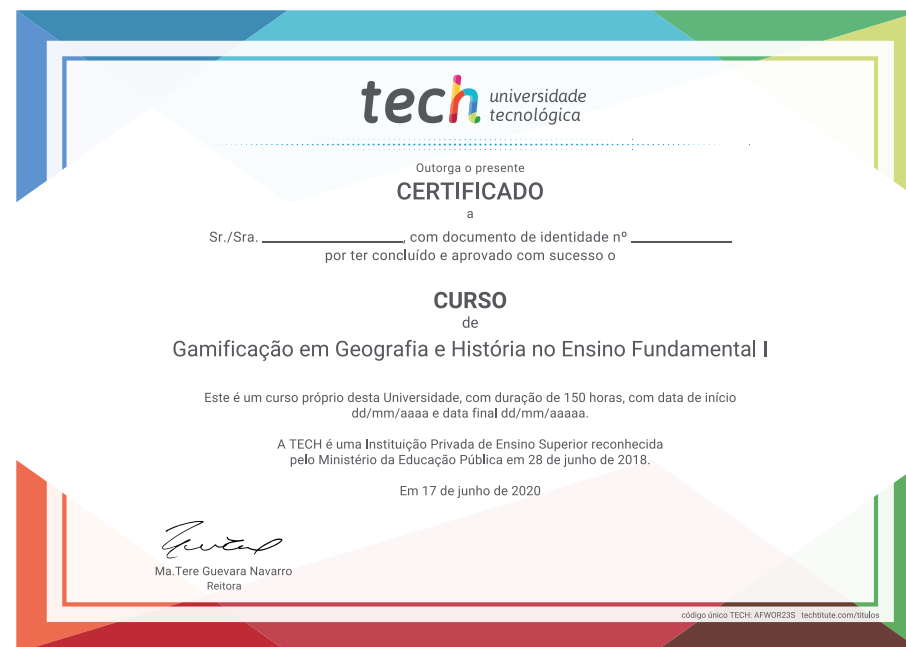 tech universidade
tecnológica
Outorga o presente
CERTIFICADO
a
Sr./Sra. ____________, com documento de identidade nº ____________
por ter concluído e aprovado com sucesso o
CURSO
de
Gamificação em Geografia e História no Ensino Fundamental I
Este é um curso próprio desta Universidade, com duração de 150 horas, com data de início
dd/mm/aaaa e data final dd/mm/aaaaa.
A TECH é uma Instituição Privada de Ensino Superior reconhecida
pelo Ministério da Educação Pública em 28 de junho de 2018.
Em 17 de junho de 2020
Ma.Tere Guevara Navarro
Reitora
código único TECH: AFWOR23S techtitute.com/titulos